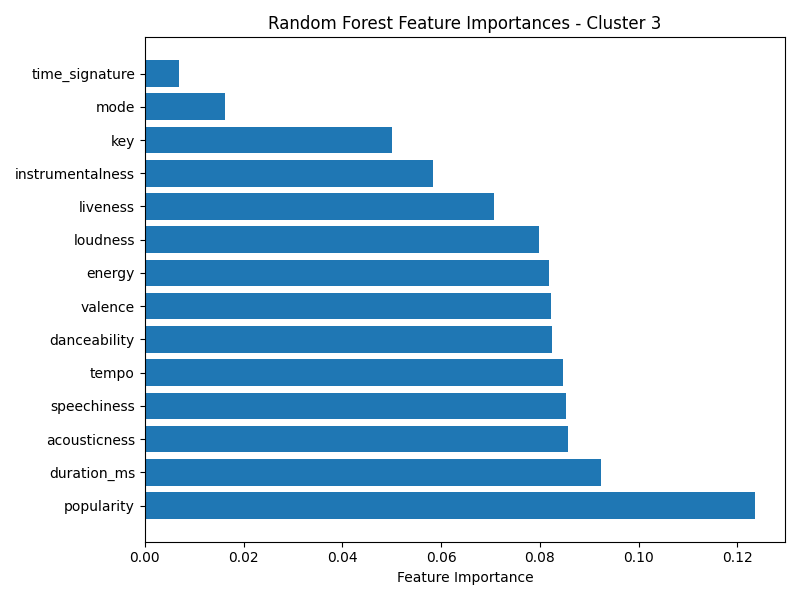 Random Forest Feature Importances - Cluster 3
time_signature
mode
key
instrumentalness
liveness
loudness
energy
valence
danceability
tempo
speechiness
acousticness
duration_ms
popularity
0.00 0.02 0.04 0.06 0.08 0.10 0.12
Feature Importance